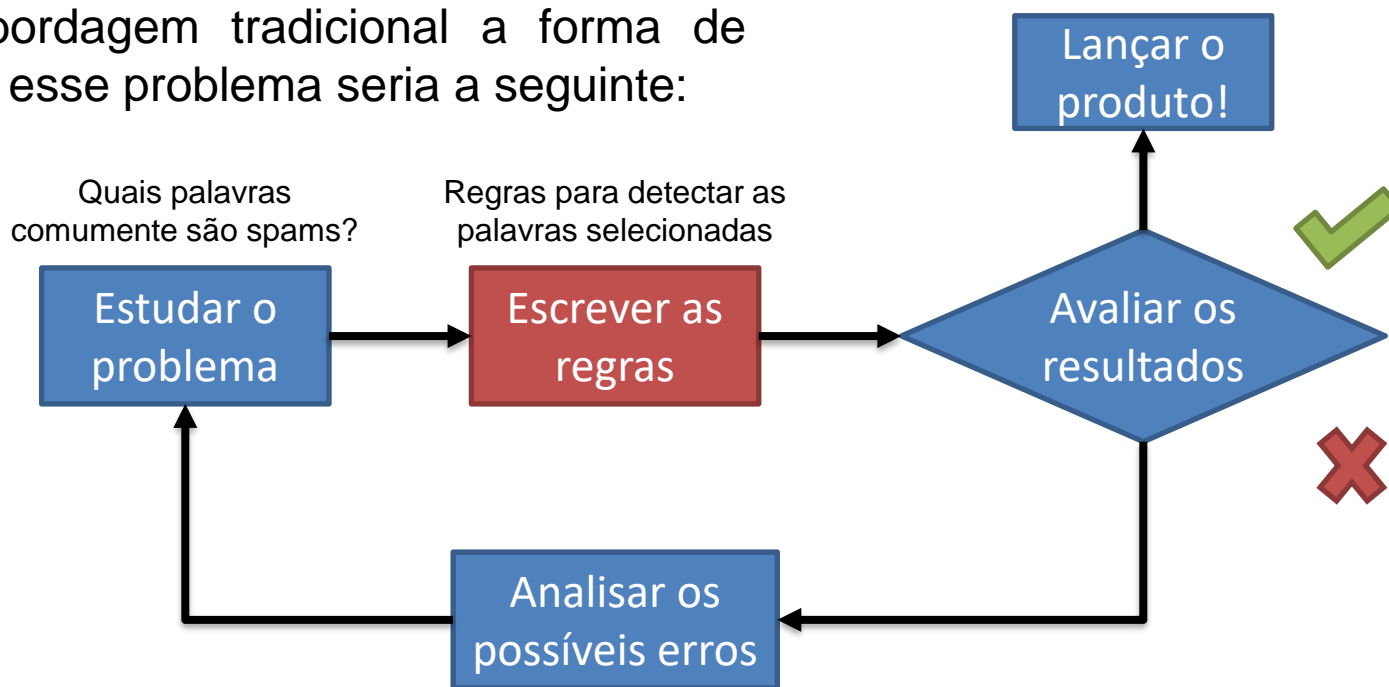 bordagem tradicional a forma de
esse problema seria a seguinte:
Lançar o
produto!
Quais palavras
comumente são spams?
Regras para detectar as
palavras selecionadas
Estudar o
problema
Escrever as
regras
Avaliar os
resultados
Analisar os
possíveis erros